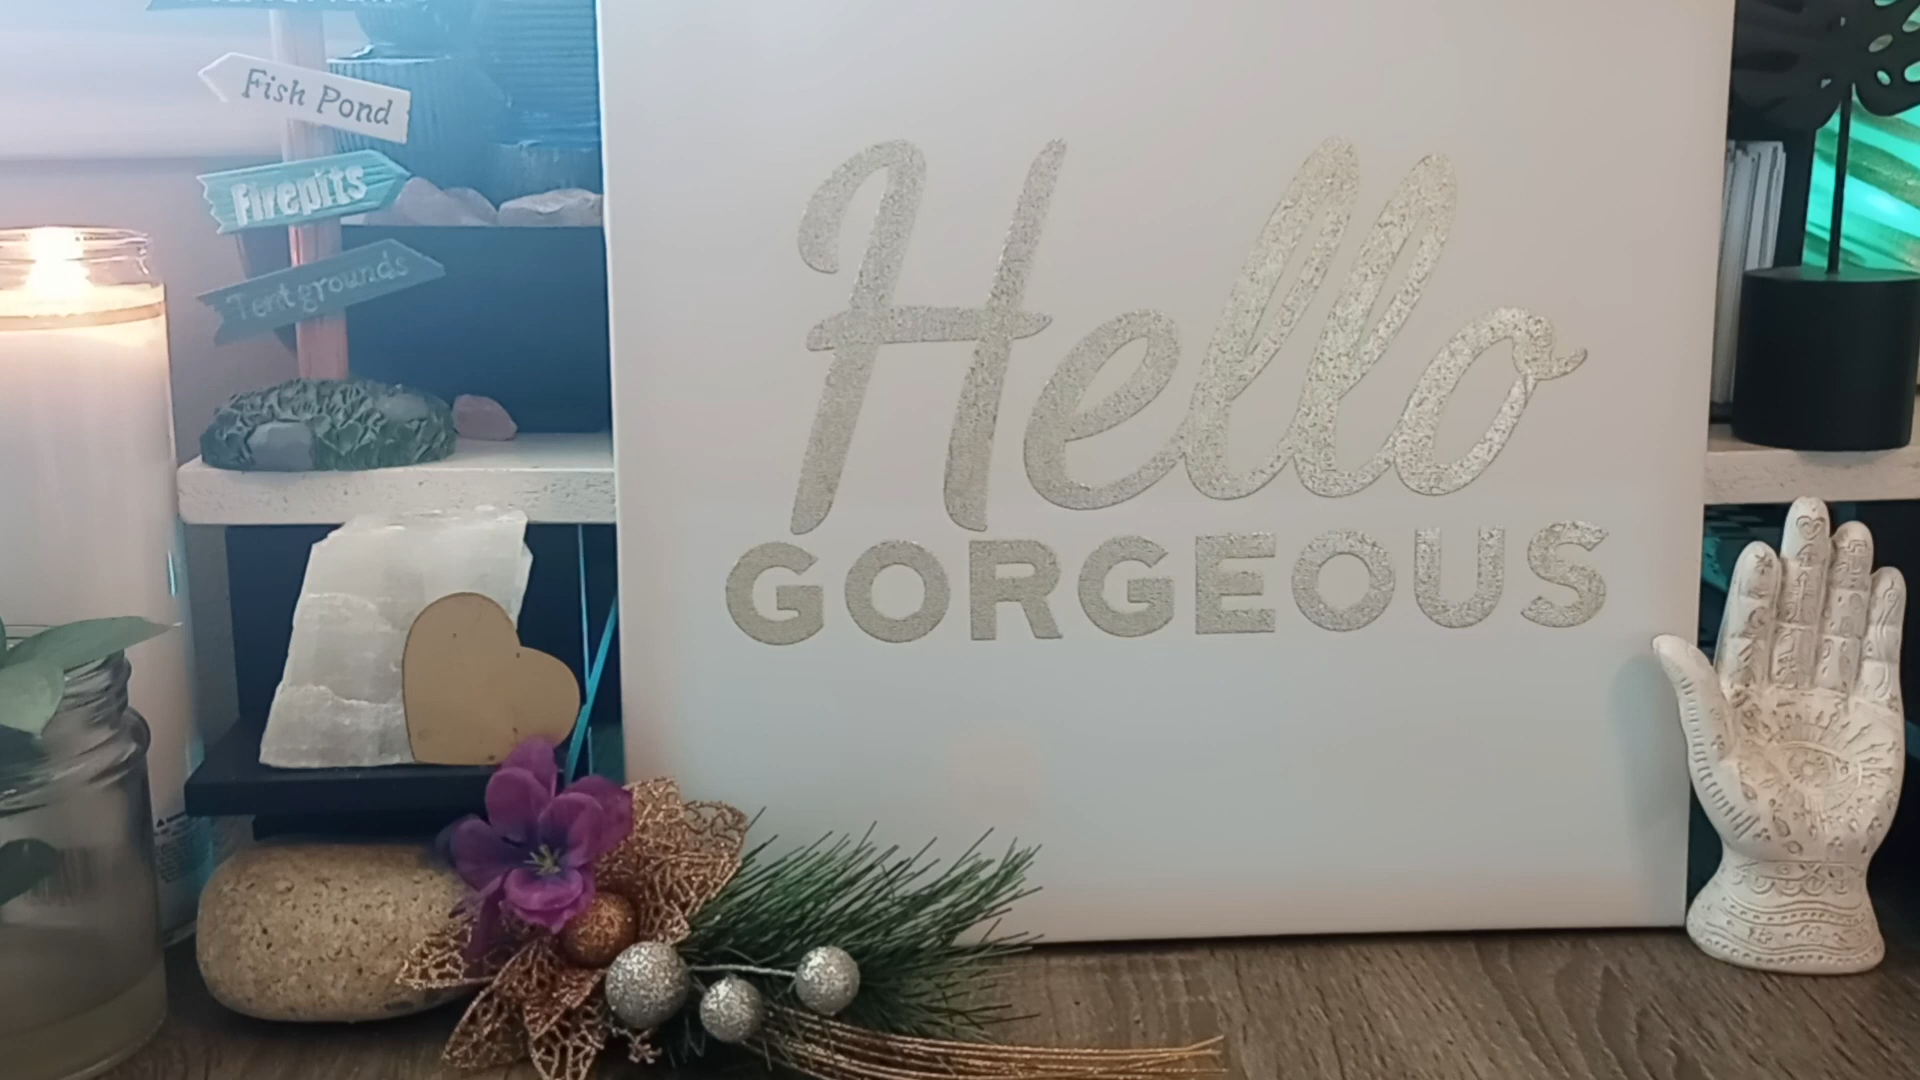 Fish Pond
Firepits
Tentgrounds
Hello
GORGEOUS